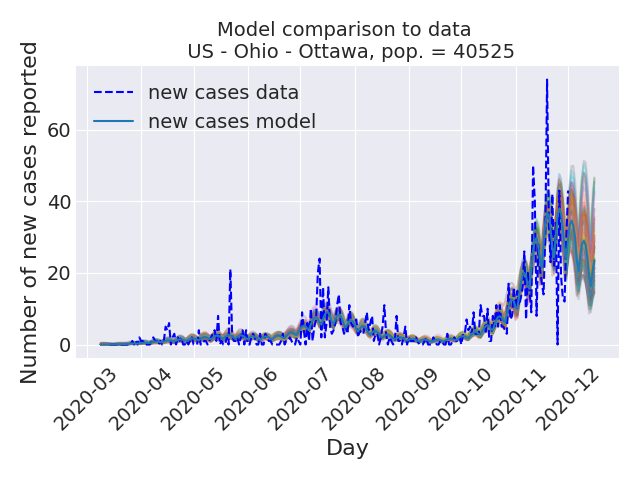 Model comparison to data
US - Ohio - Ottawa, pop. = 40525
Number of new cases reported
new cases data
new cases model
60
40
20
0
2020-03
2020-04
2020-05
2020-06
2020-07
2020-08
2020-09
2020-10
2020-11
2020-12
Day